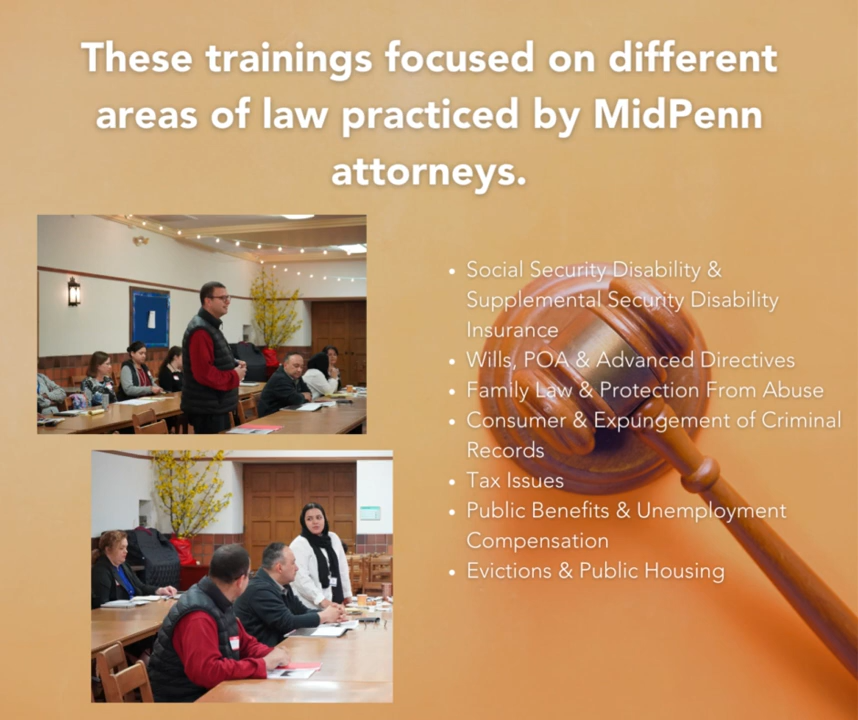 These trainings focused on different
areas of law practiced by MidPenn
attorneys.
• Social Security Disability &
Supplemental Security Disability
Insurance
• Wills, POA & Advanced Directives
• Family Law & Protection From Abuse
• Consumer & Expungement of Criminal
Records
• Tax Issues
• Public Benefits & Unemployment
Compensation
• Evictions & Public Housing